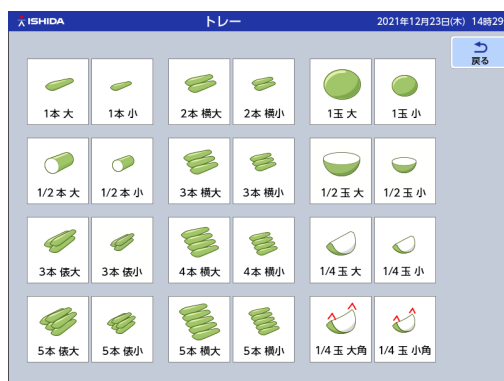 ISHIDA トレー 2021年12月23日(木) 14時29
戻る
1本 大 1本 小 2本 横大 2本 横小 1玉 大 1玉 小
1/2 本 大 1/2 本 小 3本 横大 3本 横小 1/2 玉 大 1/2 玉 小
3本 俵大 3本 俵小 4本 横大 4本 横小 1/4 玉 大 1/4 玉 小
5本 俵大 5本 俵小 5本 横大 5本 横小 1/4 玉 大角 1/4 玉 小角